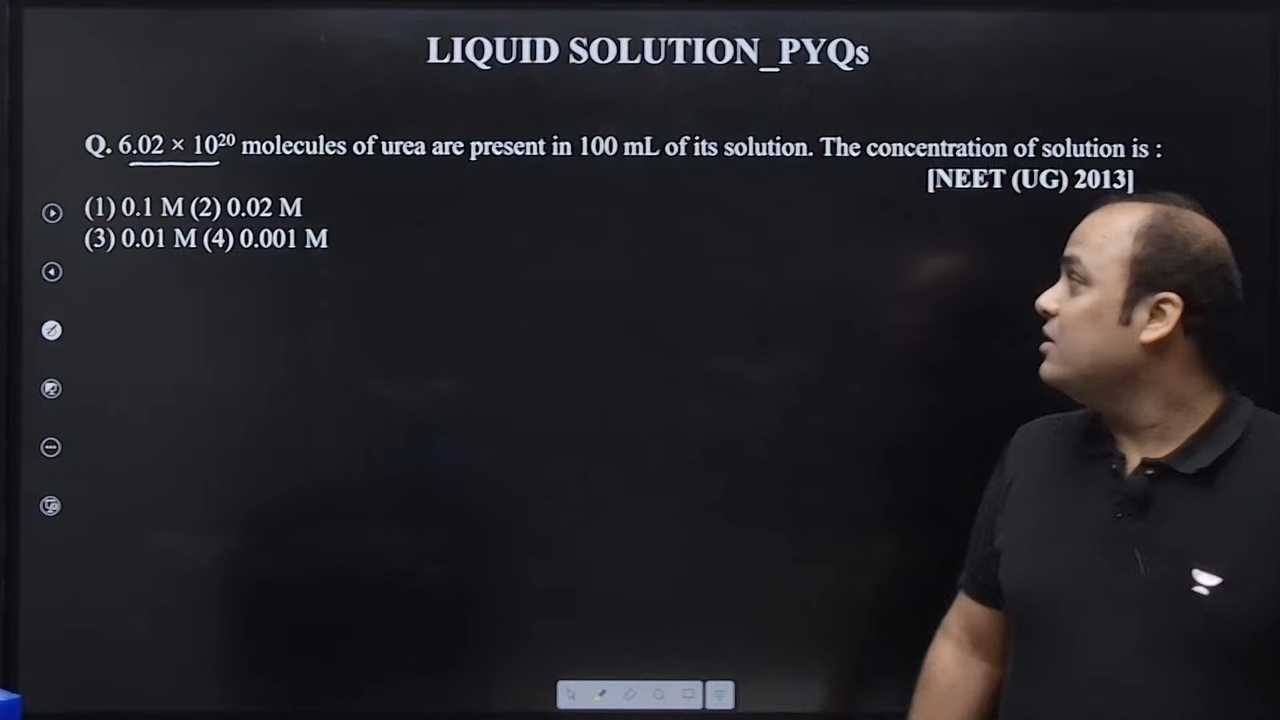 LIQUID SOLUTION_PYQs
Q. 6.02 × 10²⁰ molecules of urea are present in 100 mL of its solution. The concentration of solution is :
[NEET (UG) 2013]
(1) 0.1 M (2) 0.02 M
(3) 0.01 M (4) 0.001 M